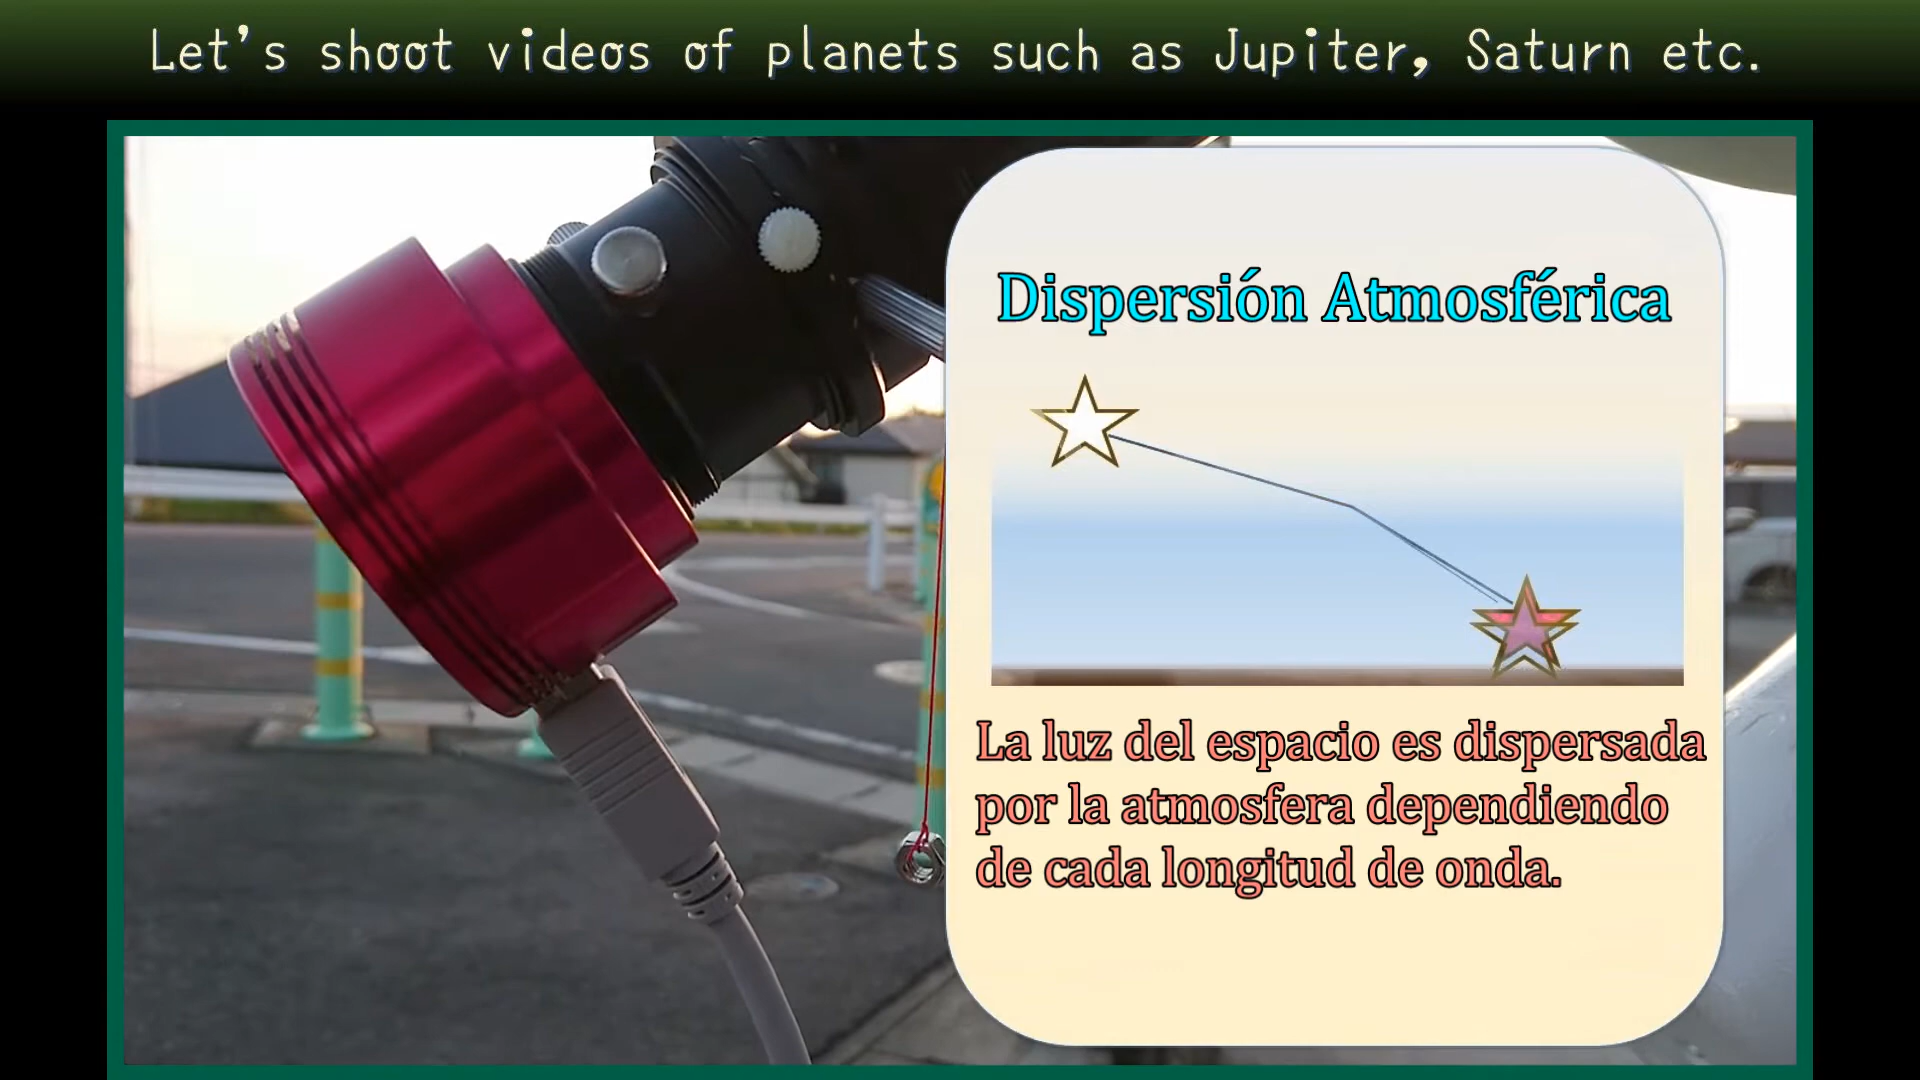 Let's shoot videos of planets such as Jupiter, Saturn etc.
Dispersión Atmosférica
La luz del espacio es dispersada
por la atmosfera dependiendo
de cada longitud de onda.